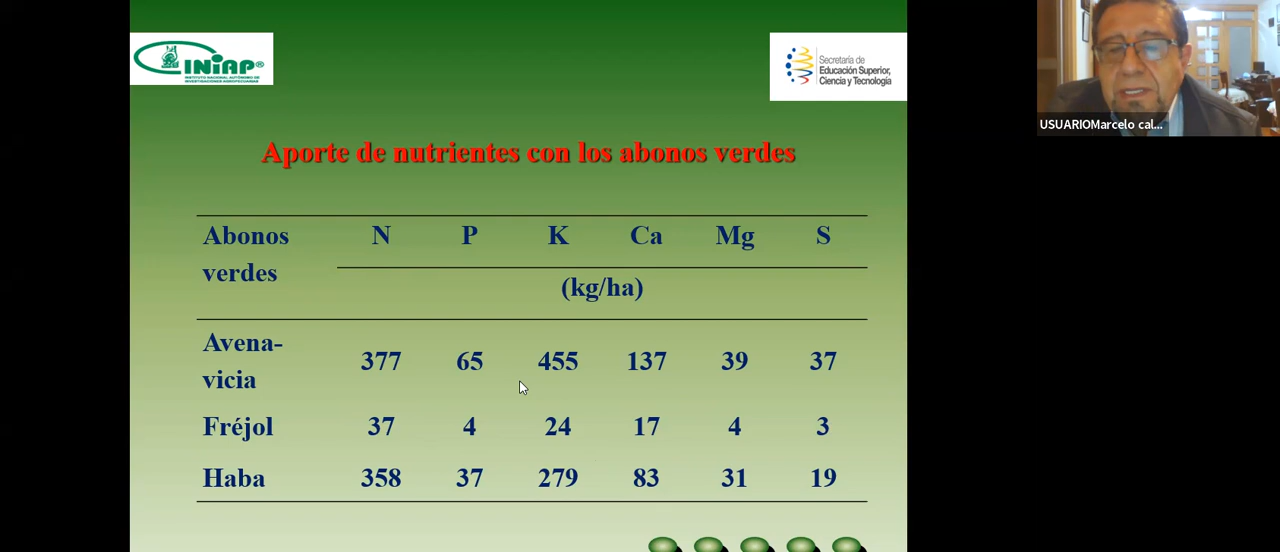 INIAP®
INSTITUTO NACIONAL AUTÓNOMO DE
INVESTIGACIONES AGROPECUARIAS
Secretaría de
Educación Superior,
Ciencia y Tecnología
USUARIOMarcelo cal...
Aporte de nutrientes con los abonos verdes
Abonos verdes N P K Ca Mg S
(kg/ha)
Avena-vicia 377 65 455 137 39 37
Fréjol 37 4 24 17 4 3
Haba 358 37 279 83 31 19